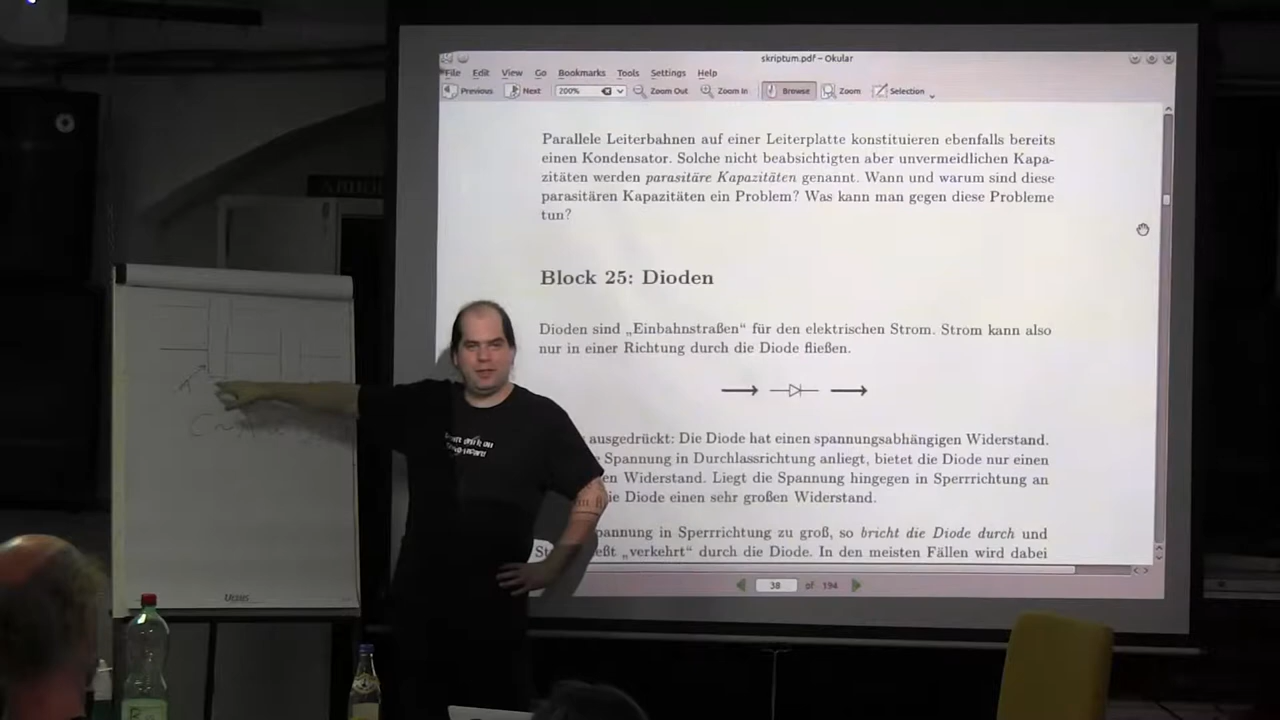 skriptum.pdf – Okular
File Edit View Go Bookmarks Tools Settings Help
Previous Next 200% Zoom Out Zoom In Browse Zoom Selection
Parallele Leiterbahnen auf einer Leiterplatte konstituieren ebenfalls bereits
einen Kondensator. Solche nicht beabsichtigten aber unvermeidlichen Kapa-
zitäten werden parasitäre Kapazitäten genannt. Wann und warum sind diese
parasitären Kapazitäten ein Problem? Was kann man gegen diese Probleme
tun?
Block 25: Dioden
Dioden sind „Einbahnstraßen“ für den elektrischen Strom. Strom kann also
nur in einer Richtung durch die Diode fließen.
ausgedrückt: Die Diode hat einen spannungsabhängigen Widerstand.
Spannung in Durchlassrichtung anliegt, bietet die Diode nur einen
en Widerstand. Liegt die Spannung hingegen in Sperrrichtung an
ie Diode einen sehr großen Widerstand.
pannung in Sperrrichtung zu groß, so bricht die Diode durch und
St eßt „verkehrt“ durch die Diode. In den meisten Fällen wird dabei
38 of 194
Ursus